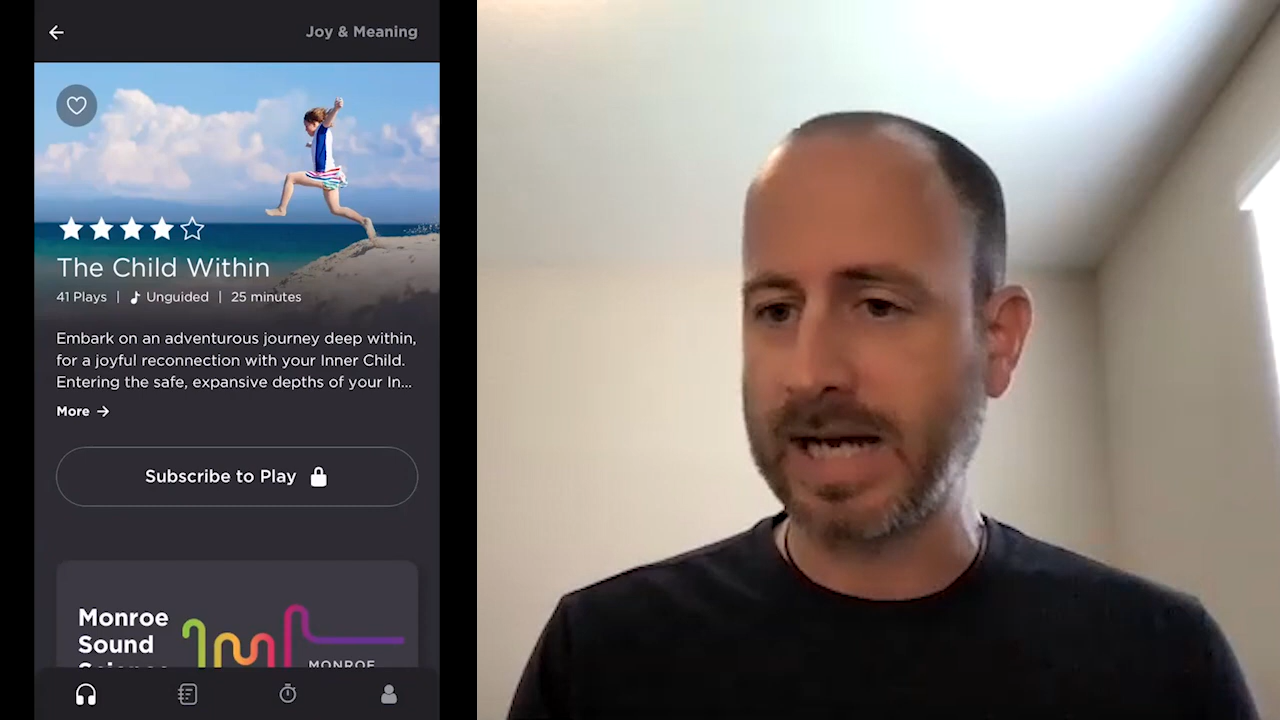 Joy & Meaning
The Child Within
41 Plays | Unguided | 25 minutes
Embark on an adventurous journey deep within,
for a joyful reconnection with your Inner Child.
Entering the safe, expansive depths of your In...
More →
Subscribe to Play
Monroe
Sound
Science
MONROE